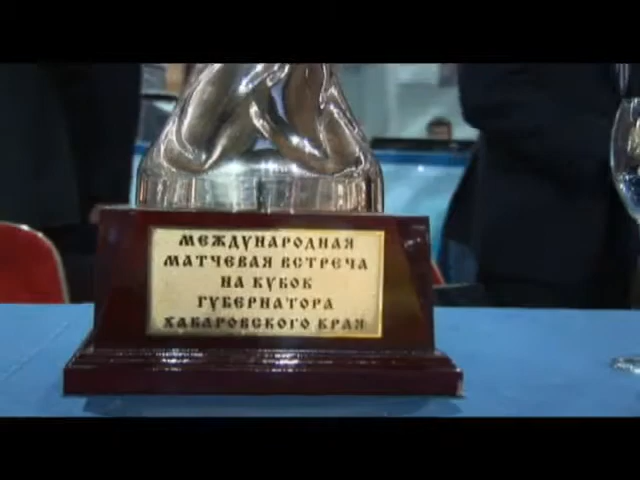 МЕЖДУНАРОДНАЯ
МАТЧЕВАЯ ВСТРЕЧА
НА КУБОК
ГУБЕРНАТОРА
ХАБАРОВСКОГО КРАЯ